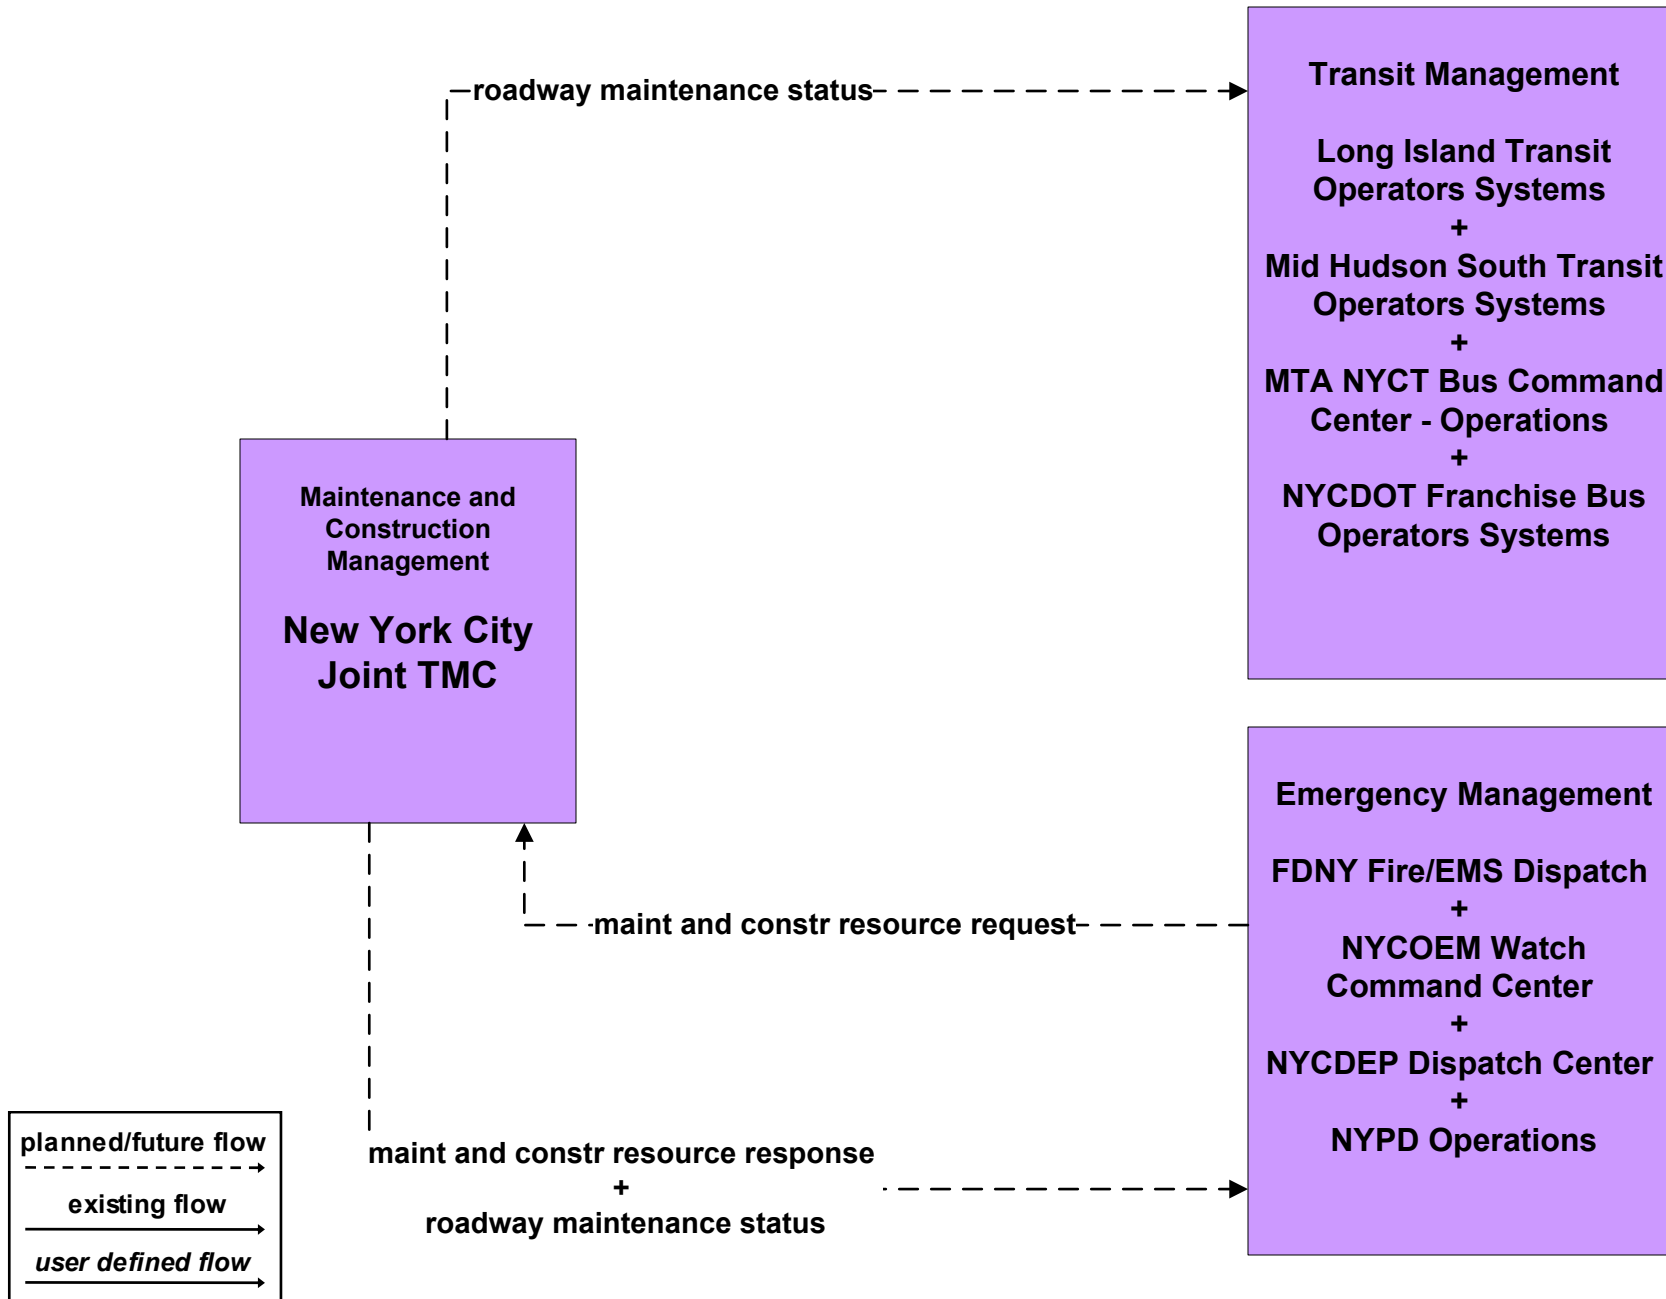 roadway maintenance status
Transit Management
Long Island Transit
Operators Systems
+
Mid Hudson South Transit
Operators Systems
+
MTA NYCT Bus Command
Center - Operations
+
NYCDOT Franchise Bus
Operators Systems
Maintenance and
Construction
Management
New York City
Joint TMC
Emergency Management
FDNY Fire/EMS Dispatch
+
NYCOEM Watch
Command Center
+
NYCDEP Dispatch Center
+
NYPD Operations
maint and constr resource request
maint and constr resource response
+
roadway maintenance status
planned/future flow
existing flow
user defined flow